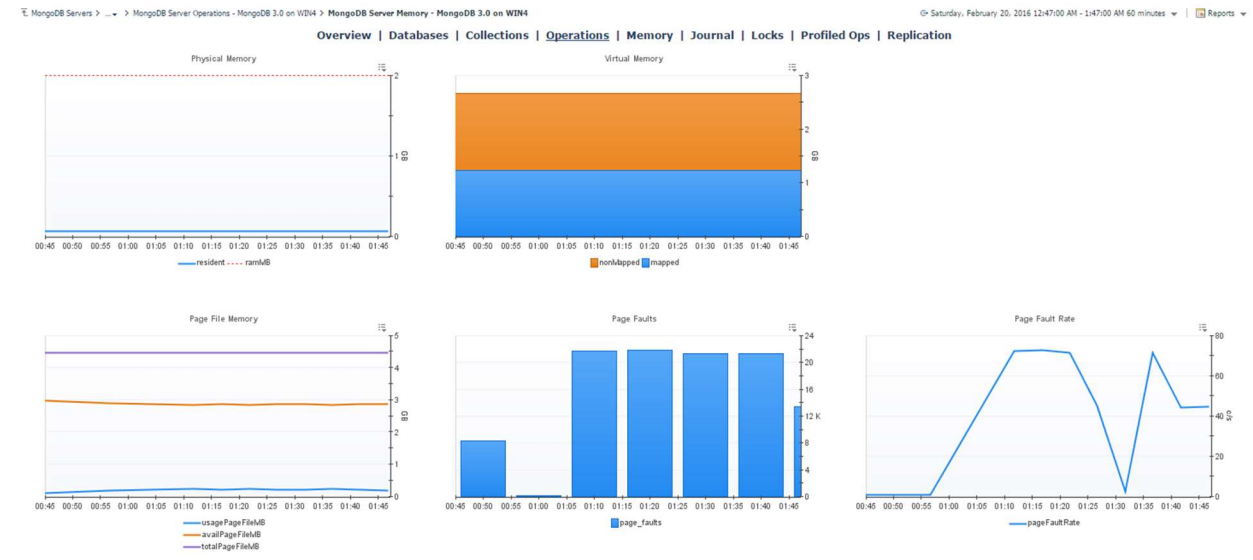 MongoDB Servers > ... > MongoDB Server Operations - MongoDB 3.0 on WIN4 > MongoDB Server Memory - MongoDB 3.0 on WIN4
Saturday, February 20, 2016 12:47:00 AM - 1:47:00 AM 60 minutes | Reports
Overview | Databases | Collections | Operations | Memory | Journal | Locks | Profiled Ops | Replication
Physical Memory
2
1
GB
0
00:45 00:50 00:55 01:00 01:05 01:10 01:15 01:20 01:25 01:30 01:35 01:40 01:45
resident ramMB
Virtual Memory
3
2
GB
1
0
00:45 00:50 00:55 01:00 01:05 01:10 01:15 01:20 01:25 01:30 01:35 01:40 01:45
nonMapped mapped
Page File Memory
5
4
3
GB
2
1
0
00:45 00:50 00:55 01:00 01:05 01:10 01:15 01:20 01:25 01:30 01:35 01:40 01:45
usagePageFileMB
availPageFileMB
totalPageFileMB
Page Faults
24
20
16
12 K
8
4
0
00:45 00:50 00:55 01:00 01:05 01:10 01:15 01:20 01:25 01:30 01:35 01:40 01:45
page_faults
Page Fault Rate
80
60
40 c/s
20
0
00:45 00:50 00:55 01:00 01:05 01:10 01:15 01:20 01:25 01:30 01:35 01:40 01:45
pageFaultRate